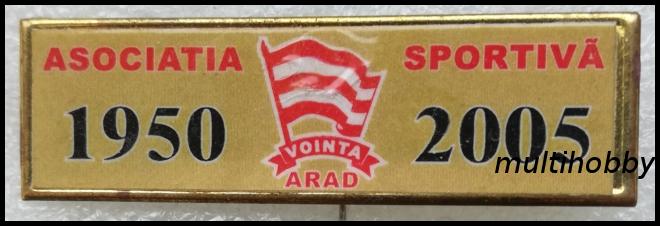 ASOCIATIA SPORTIVÃ
1950 2005
VOINTA
ARAD
multihobby